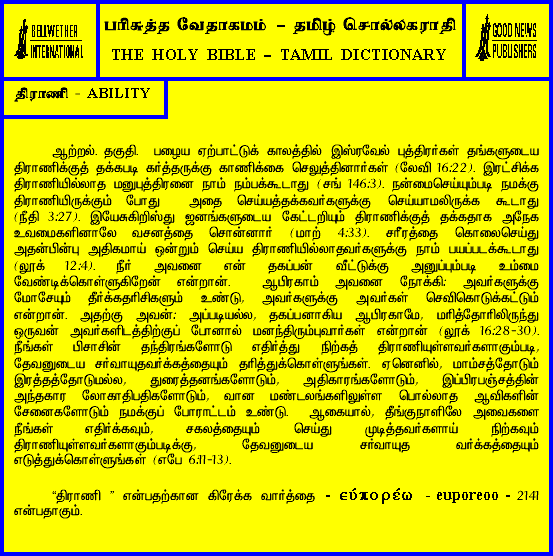 BELLWETHER
INTERNATIONAL
பரிசுத்த வேதாகமம் – தமிழ் சொல்லகராதி
THE HOLY BIBLE – TAMIL DICTIONARY
GOOD NEWS
PUBLISHERS
திராணி - ABILITY
ஆற்றல். தகுதி. பழைய ஏற்பாட்டுக் காலத்தில் இஸ்ரவேல் புத்திரர்கள் தங்களுடைய
திராணிக்குத் தக்கபடி கர்த்தருக்கு காணிக்கை செலுத்தினார்கள் (லேவி 16:22). இரட்சிக்க
திராணியில்லாத மனுபுத்திரனை நாம் நம்பக்கூடாது (சங் 146:3). நன்மைசெய்யும்படி நமக்கு
திராணியிருக்கும் போது அதை செய்யத்தக்கவர்களுக்கு செய்யாமலிருக்க கூடாது
(நீதி 3:27). இயேசுகிறிஸ்து ஜனங்களுடைய கேட்டறியும் திராணிக்குத் தக்கதாக அநேக
உவமைகளினாலே வசனத்தை சொன்னார் (மாற் 4:33). சரீரத்தை கொலைசெய்து
அதன்பின்பு அதிகமாய் ஒன்றும் செய்ய திராணியில்லாதவர்களுக்கு நாம் பயப்படக்கூடாது
(லூக் 12:4). நீர் அவனை என் தகப்பன் வீட்டுக்கு அனுப்பும்படி உம்மை
வேண்டிக்கொள்ளுகிறேன் என்றான். ஆபிரகாம் அவனை நோக்கி: அவர்களுக்கு
மோசேயும் தீர்க்கதரிசிகளும் உண்டு, அவர்களுக்கு அவர்கள் செவிகொடுக்கட்டும்
என்றான். அதற்கு அவன்: அப்படியல்ல, தகப்பனாகிய ஆபிரகாமே, மரித்தோரிலிருந்து
ஒருவன் அவர்களிடத்திற்குப் போனால் மனந்திரும்புவார்கள் என்றான் (லூக் 16:28-30).
நீங்கள் பிசாசின் தந்திரங்களோடு எதிர்த்து நிற்கத் திராணியுள்ளவர்களாகும்படி,
தேவனுடைய சர்வாயுதவர்க்கத்தையும் தரித்துக்கொள்ளுங்கள். ஏனெனில், மாம்சத்தோடும்
இரத்தத்தோடுமல்ல, துரைத்தனங்களோடும், அதிகாரங்களோடும், இப்பிரபஞ்சத்தின்
அந்தகார லோகாதிபதிகளோடும், வான மண்டலங்களிலுள்ள பொல்லாத ஆவிகளின்
சேனைகளோடும் நமக்குப் போராட்டம் உண்டு. ஆகையால், தீங்குநாளிலே அவைகளை
நீங்கள் எதிர்க்கவும், சகலத்தையும் செய்து முடித்தவர்களாய் நிற்கவும்
திராணியுள்ளவர்களாகும்படிக்கு, தேவனுடைய சர்வாயுத வர்க்கத்தையும்
எடுத்துக்கொள்ளுங்கள் (எபே 6:11-13).
“திராணி ” என்பதற்கான கிரேக்க வார்த்தை - εὐπορέω - euporeoo - 2141
என்பதாகும்.